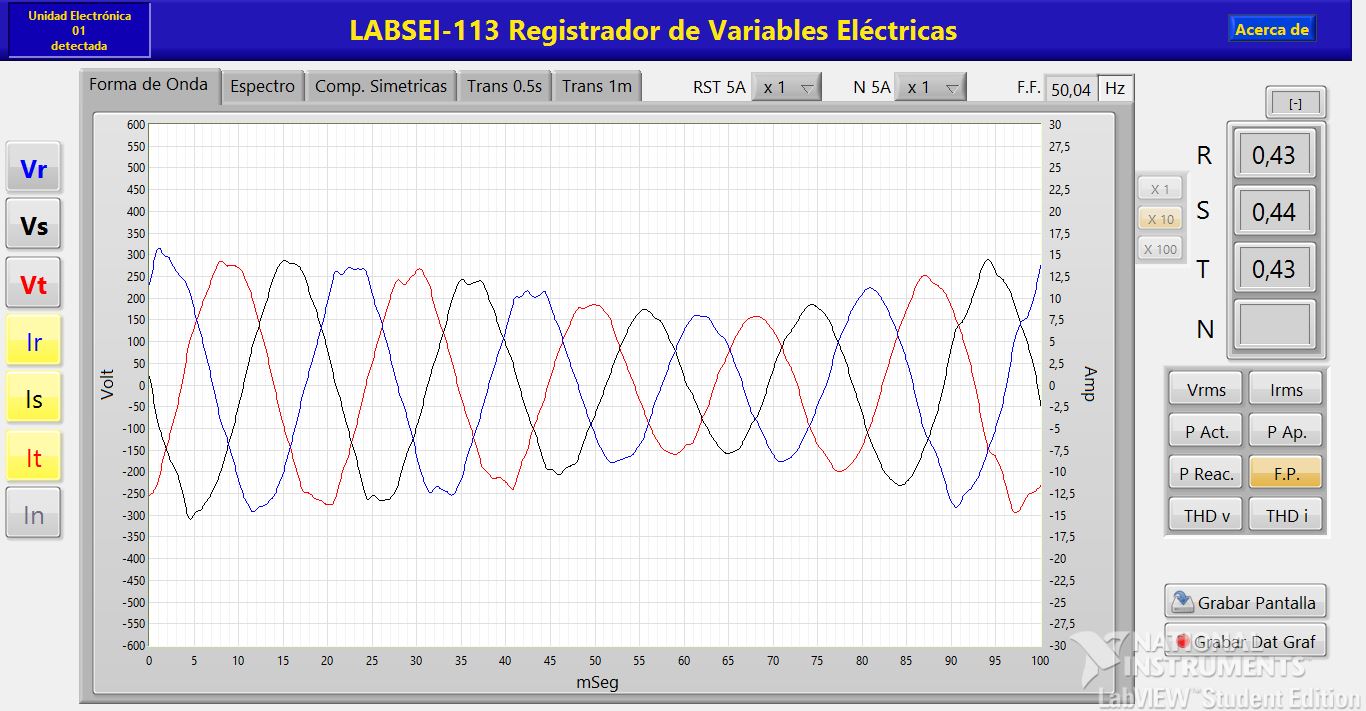 Unidad Electrónica
01
detectada
LABSEI-113 Registrador de Variables Eléctricas
Acerca de
Forma de Onda
Espectro
Comp. Simetricas
Trans 0.5s
Trans 1m
RST 5A x 1
N 5A x 1
F.F. 50,04 Hz
[-]
Vr
Vs
Vt
Ir
Is
It
In
Volt
600
550
500
450
400
350
300
250
200
150
100
50
0
-50
-100
-150
-200
-250
-300
-350
-400
-450
-500
-550
-600
0 5 10 15 20 25 30 35 40 45 50 55 60 65 70 75 80 85 90 95 100
mSeg
30
27,5
25
22,5
20
17,5
15
12,5
10
7,5
5
2,5
0
-2,5
-5
-7,5
-10
-12,5
-15
-17,5
-20
-22,5
-25
-27,5
-30
Amp
X 1
X 10
X 100
R 0,43
S 0,44
T 0,43
N
Vrms Irms
P Act. P Ap.
P Reac. F.P.
THD v THD i
Grabar Pantalla
Grabar Dat Graf
NATIONAL
INSTRUMENTS™
LabVIEW™ Student Edition